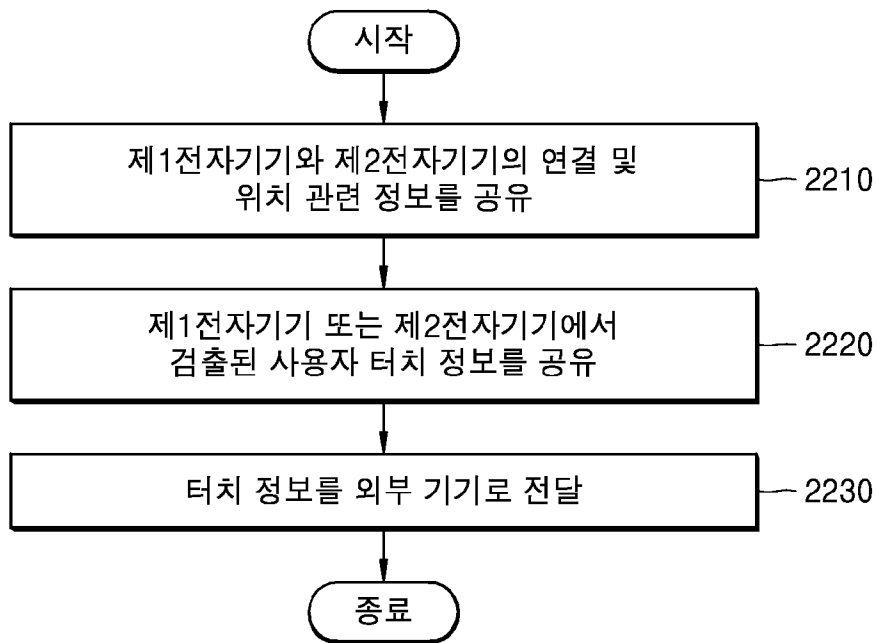 시작
제1전자기기와 제2전자기기의 연결 및
위치 관련 정보를 공유
2210
제1전자기기 또는 제2전자기기에서
검출된 사용자 터치 정보를 공유
2220
터치 정보를 외부 기기로 전달
2230
종료